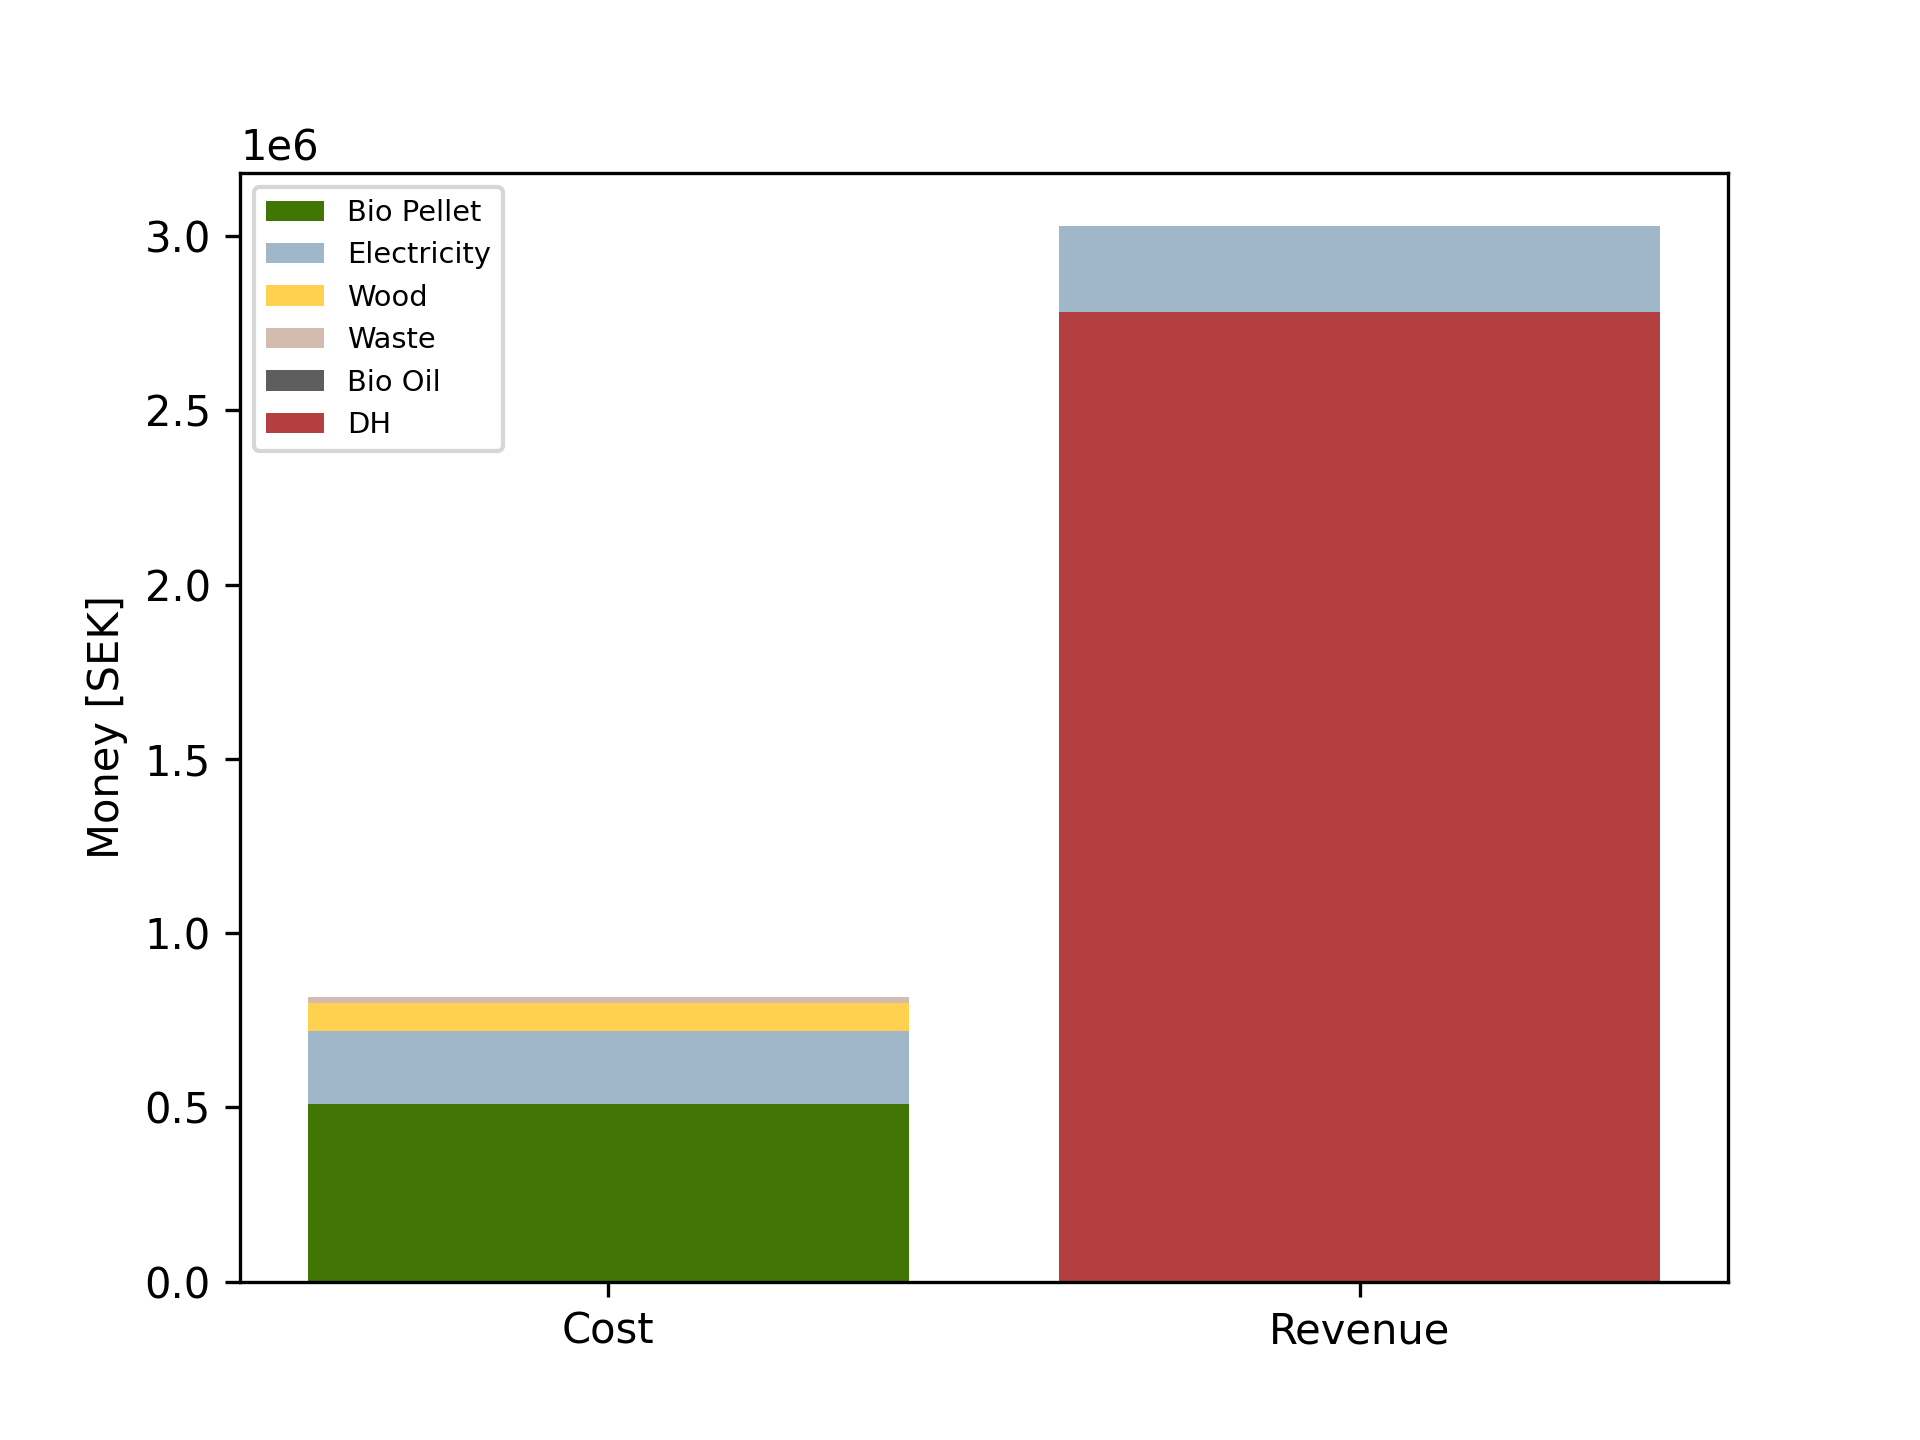 1e6
Bio Pellet
Electricity
Wood
Waste
Bio Oil
DH
3.0
2.5
2.0
1.5
1.0
0.5
0.0
Money [SEK]
Cost
Revenue